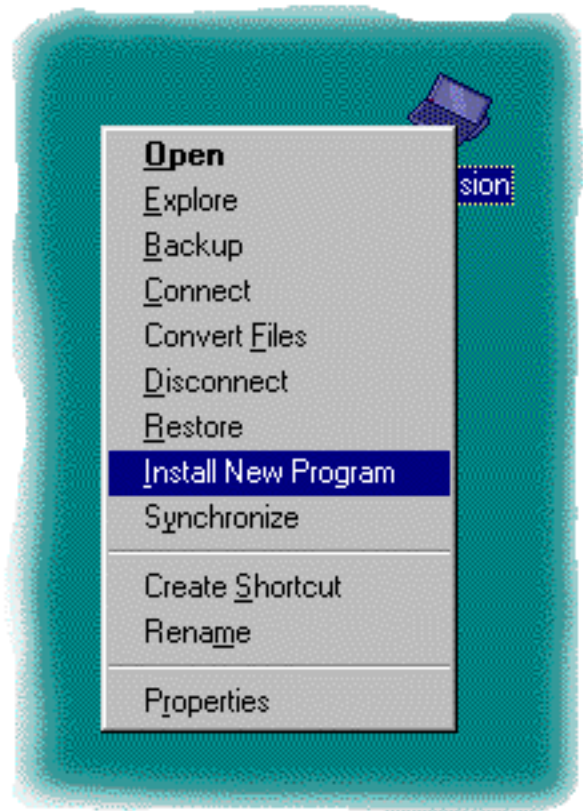 sion
Open
Explore
Backup
Connect
Convert Files
Disconnect
Restore
Install New Program
Synchronize
Create Shortcut
Rename
Properties